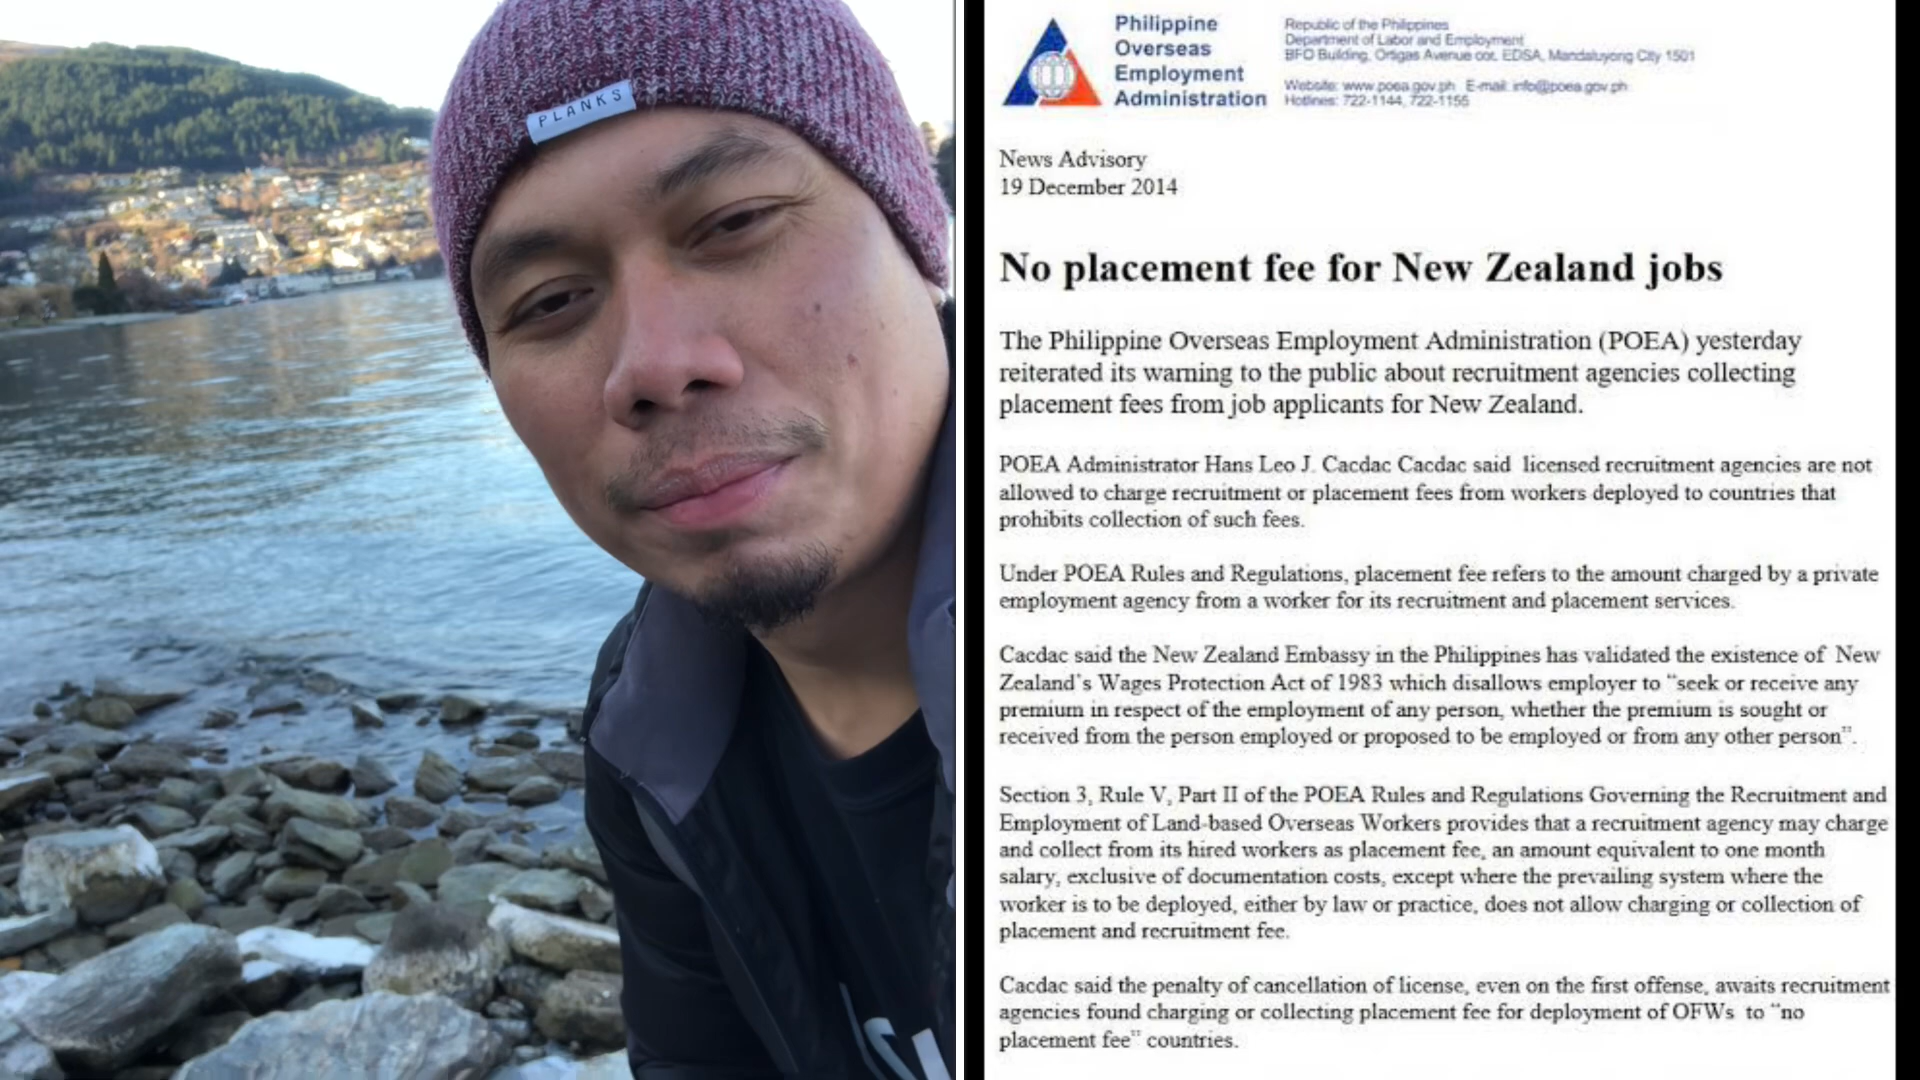 PLANKS
Philippine
Overseas
Employment
Administration
Republic of the Philippines
Department of Labor and Employment
BFO Building, Ortigas Avenue cor. EDSA, Mandaluyong City 1501
Website: www.poea.gov.ph E-mail: info@poea.gov.ph
Hotlines: 722-1144, 722-1155
News Advisory
19 December 2014
No placement fee for New Zealand jobs
The Philippine Overseas Employment Administration (POEA) yesterday
reiterated its warning to the public about recruitment agencies collecting
placement fees from job applicants for New Zealand.
POEA Administrator Hans Leo J. Cacdac Cacdac said licensed recruitment agencies are not
allowed to charge recruitment or placement fees from workers deployed to countries that
prohibits collection of such fees.
Under POEA Rules and Regulations, placement fee refers to the amount charged by a private
employment agency from a worker for its recruitment and placement services.
Cacdac said the New Zealand Embassy in the Philippines has validated the existence of New
Zealand's Wages Protection Act of 1983 which disallows employer to "seek or receive any
premium in respect of the employment of any person, whether the premium is sought or
received from the person employed or proposed to be employed or from any other person".
Section 3, Rule V, Part II of the POEA Rules and Regulations Governing the Recruitment and
Employment of Land-based Overseas Workers provides that a recruitment agency may charge
and collect from its hired workers as placement fee, an amount equivalent to one month
salary, exclusive of documentation costs, except where the prevailing system where the
worker is to be deployed, either by law or practice, does not allow charging or collection of
placement and recruitment fee.
Cacdac said the penalty of cancellation of license, even on the first offense, awaits recruitment
agencies found charging or collecting placement fee for deployment of OFWs to "no
placement fee" countries.